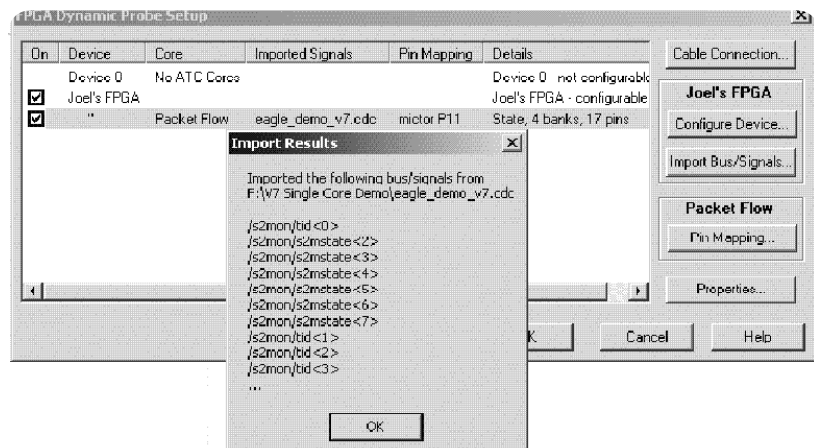 FPGA Dynamic Probe Setup
On Device Core Imported Signals Pin Mapping Details
Device 0 No ATC Cores Device 0 - not configurable
Joel's FPGA Joel's FPGA - configurable
" Packet Flow eagle_demo_v7.cdc mictor P11 State, 4 banks, 17 pins
Cable Connection...
Joel's FPGA
Configure Device...
Import Bus/Signals...
Packet Flow
Pin Mapping...
Properties...
Cancel Help
Import Results
Imported the following bus/signals from
F:\V7 Single Core Demo\eagle_demo_v7.cdc
/s2mon/tid<0>
/s2mon/s2mstate<2>
/s2mon/s2mstate<3>
/s2mon/s2mstate<4>
/s2mon/s2mstate<5>
/s2mon/s2mstate<6>
/s2mon/s2mstate<7>
/s2mon/tid<1>
/s2mon/tid<2>
/s2mon/tid<3>
...
OK